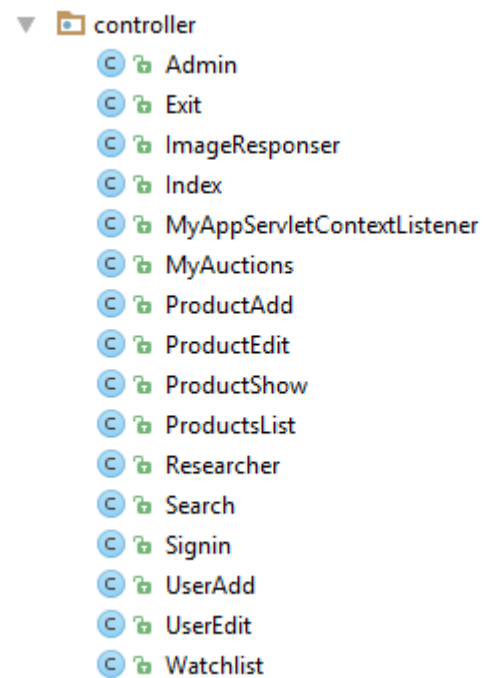 controller
C Admin
C Exit
C ImageResponser
C Index
C MyAppServletContextListener
C MyAuctions
C ProductAdd
C ProductEdit
C ProductShow
C ProductsList
C Researcher
C Search
C Signin
C UserAdd
C UserEdit
C Watchlist